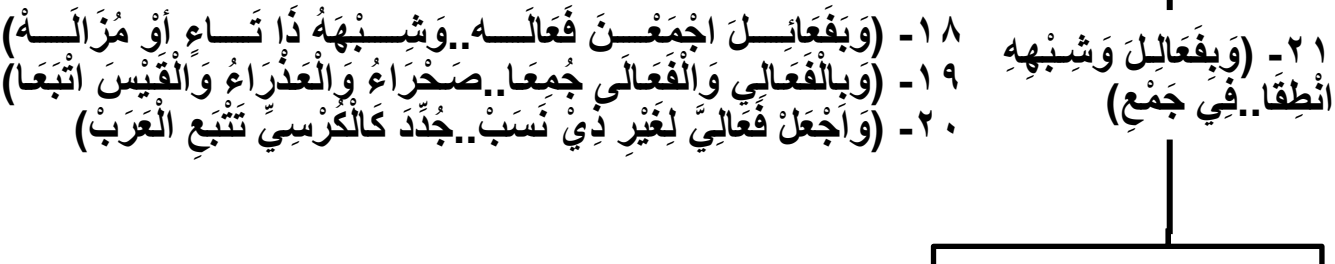 ١٨- (وَبَفَعَائِلَ اجْمَعْنَ فَعَالَه..وَشِبْهَهُ ذَا تَاءٍ أوْ مُزَالَهْ)
١٩- (وَبِالْفَعَالِي وَالْفَعَالَى جُمِعَا..صَحْرَاءُ وَالْعَذْرَاءُ وَالْقَيْسَ اتْبَعَا)
٢٠- (وَاجْعَلْ فَعَالِيَّ لِغَيْرِ ذِيْ نَسَبْ..جُدِّدَ كَالْكُرْسِيِّ تَتْبَعِ الْعَرَبْ)
٢١- (وَبِفَعَالِلَ وَشِبْهِهِ
انْطِقَا..فِي جَمْعِ)